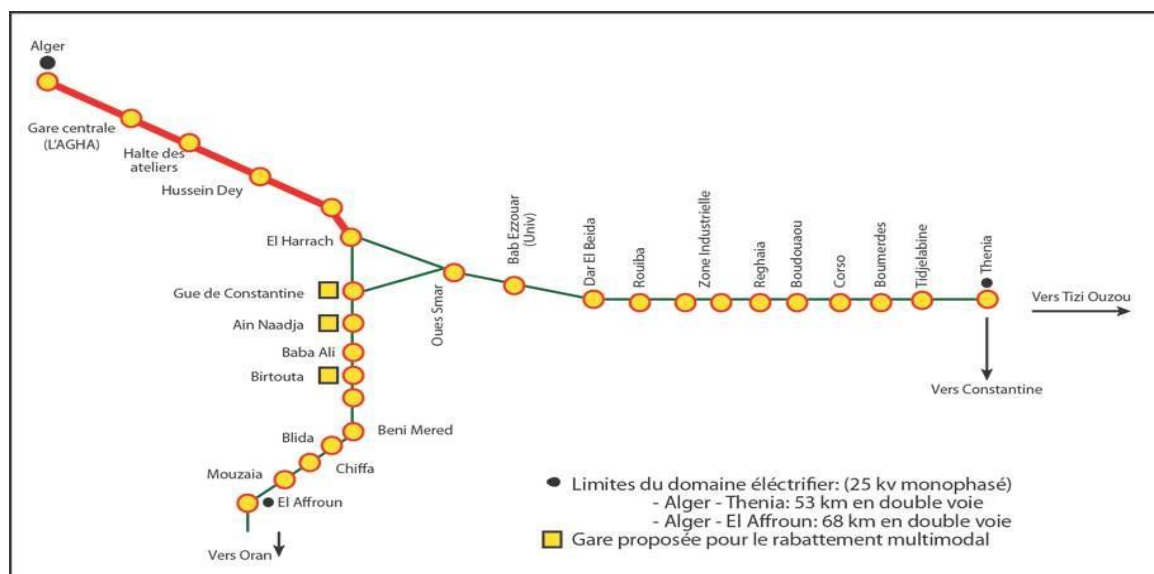 Alger
Gare centrale
(L'AGHA)
Halte des
ateliers
Hussein Dey
El Harrach
Gue de Constantine
Ain Naadja
Baba Ali
Birtouta
Beni Mered
Blida
Chiffa
Mouzaia
El Affroun
Vers Oran
Oues Smar
Bab Ezzouar
(Univ)
Dar El Beida
Rouiba
Zone Industrielle
Reghaia
Boudouaou
Corso
Boumerdes
Tidjelabine
Thenia
Vers Tizi Ouzou
Vers Constantine
Limites du domaine éléctrifier: (25 kv monophasé)
- Alger - Thenia: 53 km en double voie
- Alger - El Affroun: 68 km en double voie
Gare proposée pour le rabattement multimodal